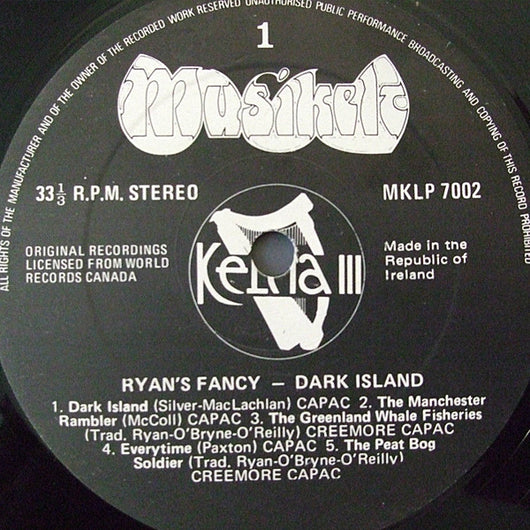 ALL RIGHTS OF THE MANUFACTURER AND OF THE OWNER OF THE RECORDED WORK RESERVED UNAUTHORISED PUBLIC PERFORMANCE BROADCASTING AND COPYING OF THIS RECORD PROHIBITED
1
Musikelt
33⅓ R.P.M. STEREO
MKLP 7002
ORIGINAL RECORDINGS
LICENSED FROM WORLD
RECORDS CANADA
III
Made in the
Republic of
Ireland
RYAN'S FANCY – DARK ISLAND
1. Dark Island (Silver-MacLachlan) CAPAC 2. The Manchester
Rambler (McColl) CAPAC 3. The Greenland Whale Fisheries
(Trad. Ryan-O'Bryne-O'Reilly) CREEMORE CAPAC
4. Everytime (Paxton) CAPAC 5. The Peat Bog
Soldier (Trad. Ryan-O'Bryne-O'Reilly)
CREEMORE CAPAC